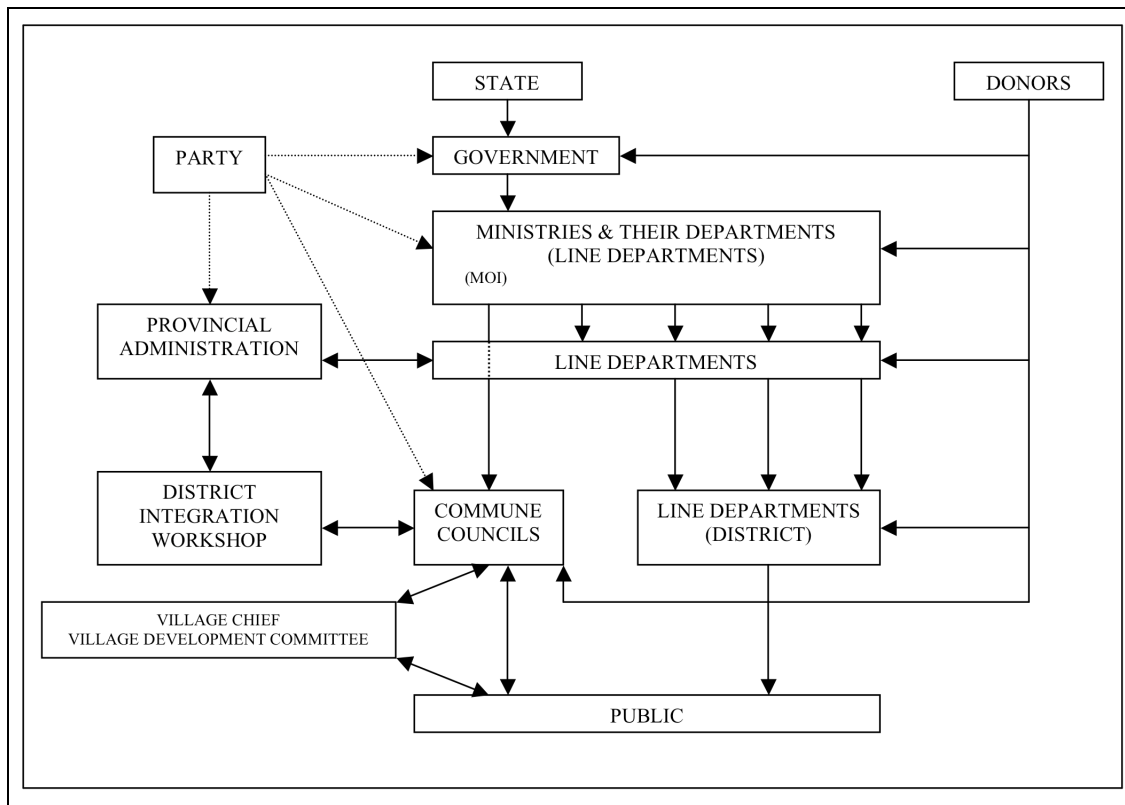 STATE
DONORS
PARTY
GOVERNMENT
MINISTRIES & THEIR DEPARTMENTS
(LINE DEPARTMENTS)
(MOI)
PROVINCIAL
ADMINISTRATION
LINE DEPARTMENTS
DISTRICT
INTEGRATION
WORKSHOP
COMMUNE
COUNCILS
LINE DEPARTMENTS
(DISTRICT)
VILLAGE CHIEF
VILLAGE DEVELOPMENT COMMITTEE
PUBLIC